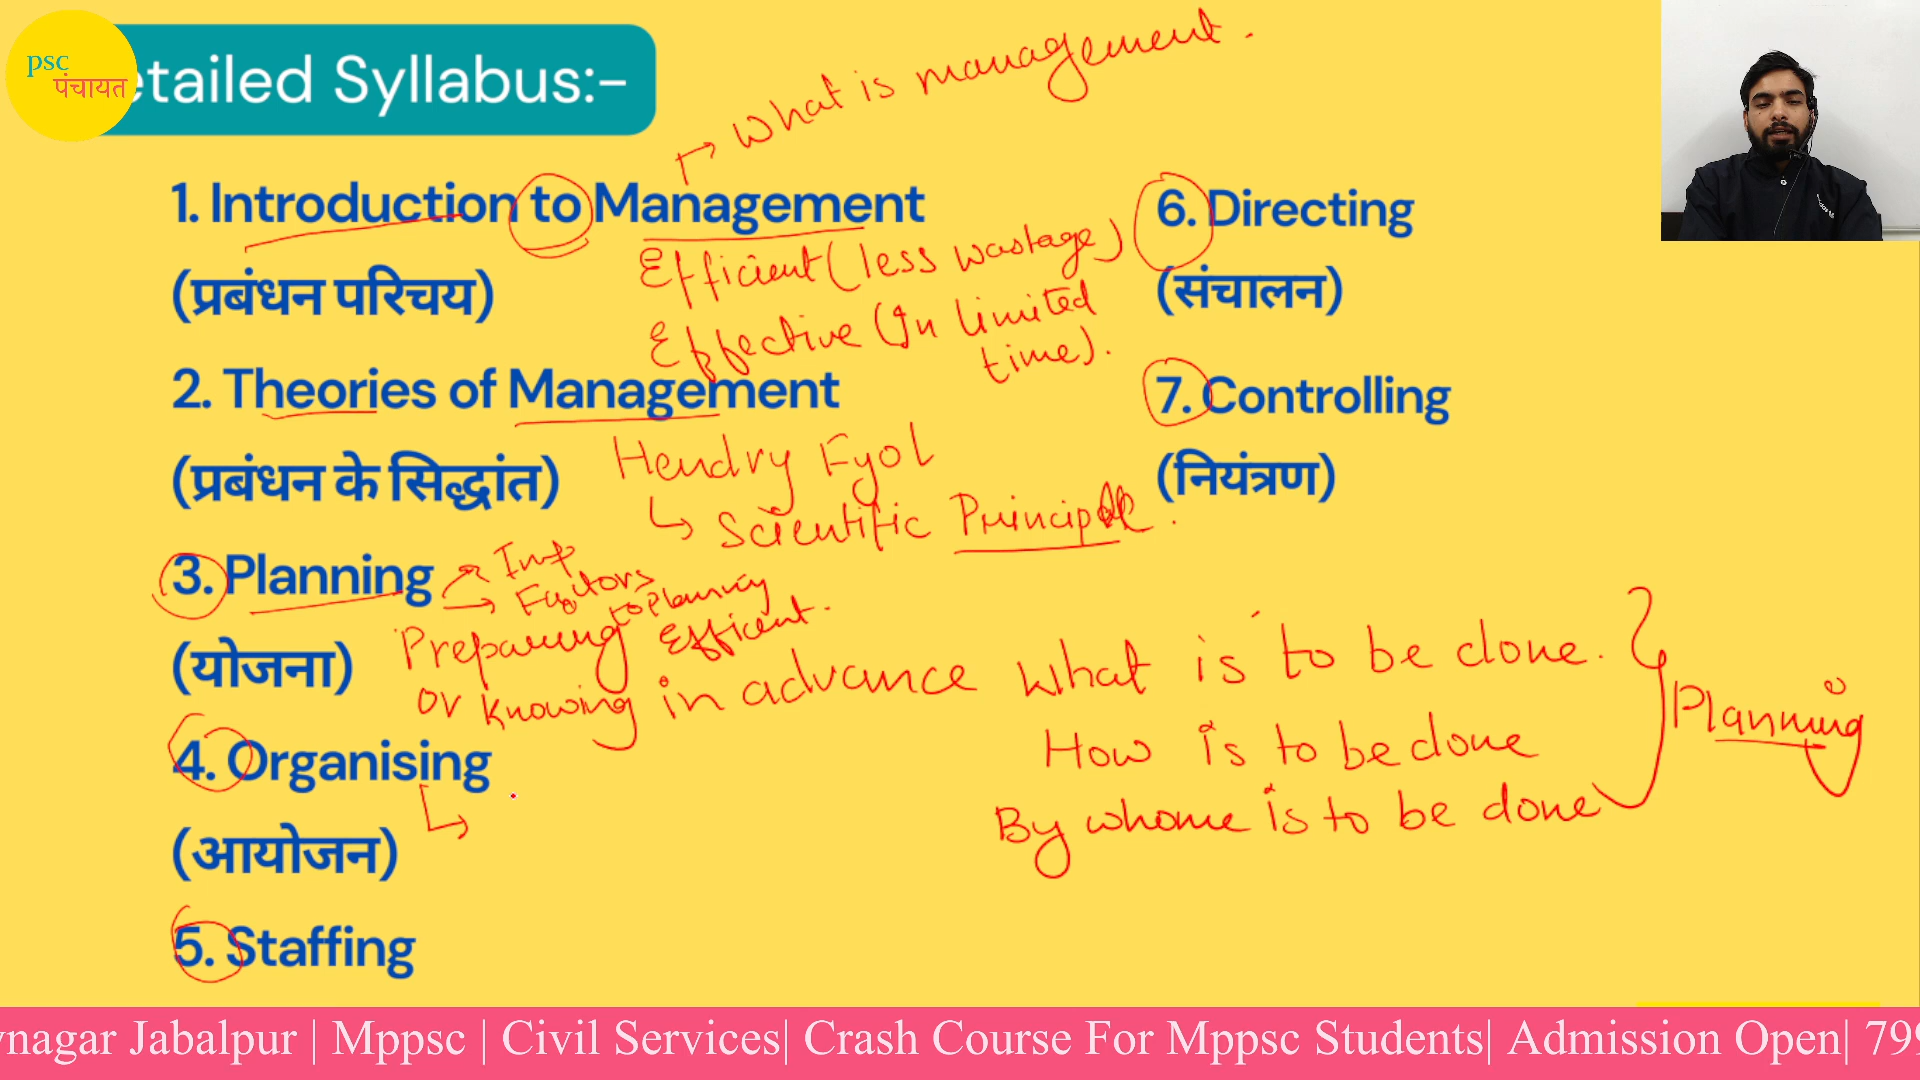 psc
पंचायत
etailed Syllabus:-
What is management.
1. Introduction to Management
(प्रबंधन परिचय)
Efficient (less wastage)
Effective (In limited
time).
2. Theories of Management
(प्रबंधन के सिद्धांत)
Hendry Fyol
Scientific Principle.
3. Planning
Imp
Factors
to Planning
(योजना)
Preparing Efficient.
or Knowing in advance What is to be done.
How is to be done
By whome is to be done
Planning
4. Organising
(आयोजन)
5. Staffing
6. Directing
(संचालन)
7. Controlling
(नियंत्रण)
nagar Jabalpur | Mppsc | Civil Services| Crash Course For Mppsc Students| Admission Open| 799